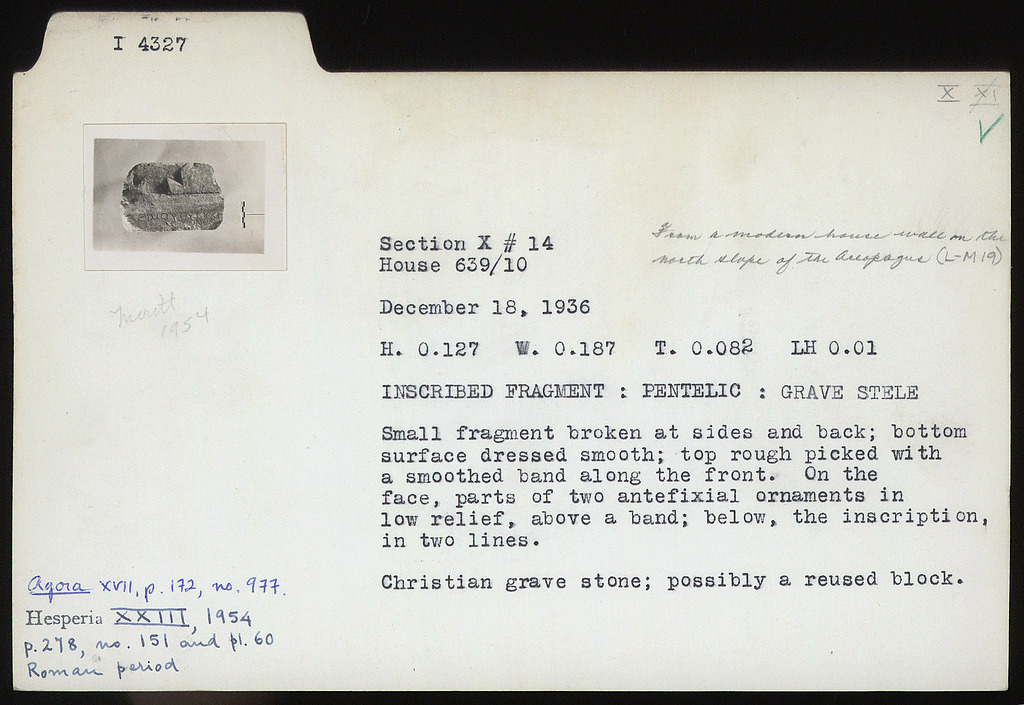 I 4327
X XI
Section X # 14
House 639/10
From a modern house wall on the
north slope of the Areopagus (L-M 19)
December 18, 1936
Meritt
1954
H. 0.127 W. 0.187 T. 0.082 LH 0.01
INSCRIBED FRAGMENT : PENTELIC : GRAVE STELE
Small fragment broken at sides and back; bottom
surface dressed smooth; top rough picked with
a smoothed band along the front. On the
face, parts of two antefixial ornaments in
low relief, above a band; below, the inscription,
in two lines.
Christian grave stone; possibly a reused block.
Agora XVII, p. 172, no. 977.
Hesperia XXIII, 1954
p. 278, no. 151 and pl. 60
Roman period